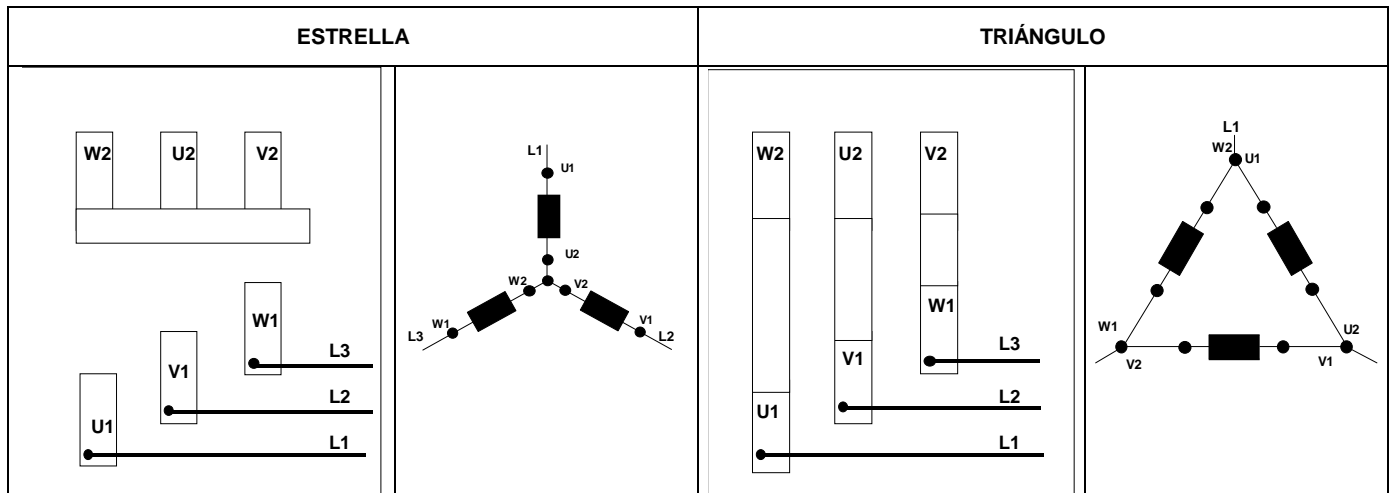 ESTRELLA
TRIÁNGULO
W2 U2 V2
W1
L3
V1
L2
U1
L1
L1
U1
U2
W2 V2
W1 V1
L3 L2
W2 U2 V2
W1
L3
V1
L2
U1
L1
L1
W2 U1
W1 U2
V2 V1